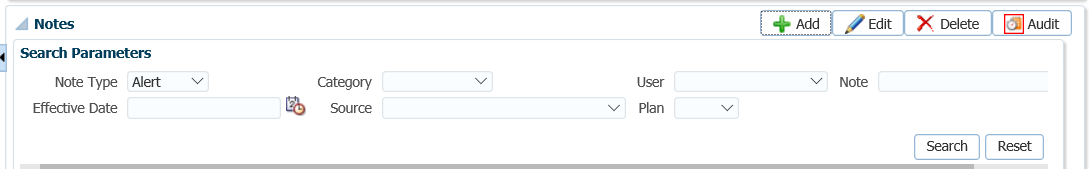 Notes Add Edit Delete Audit
Search Parameters
Note Type Alert Category User Note
Effective Date Source Plan
Search Reset